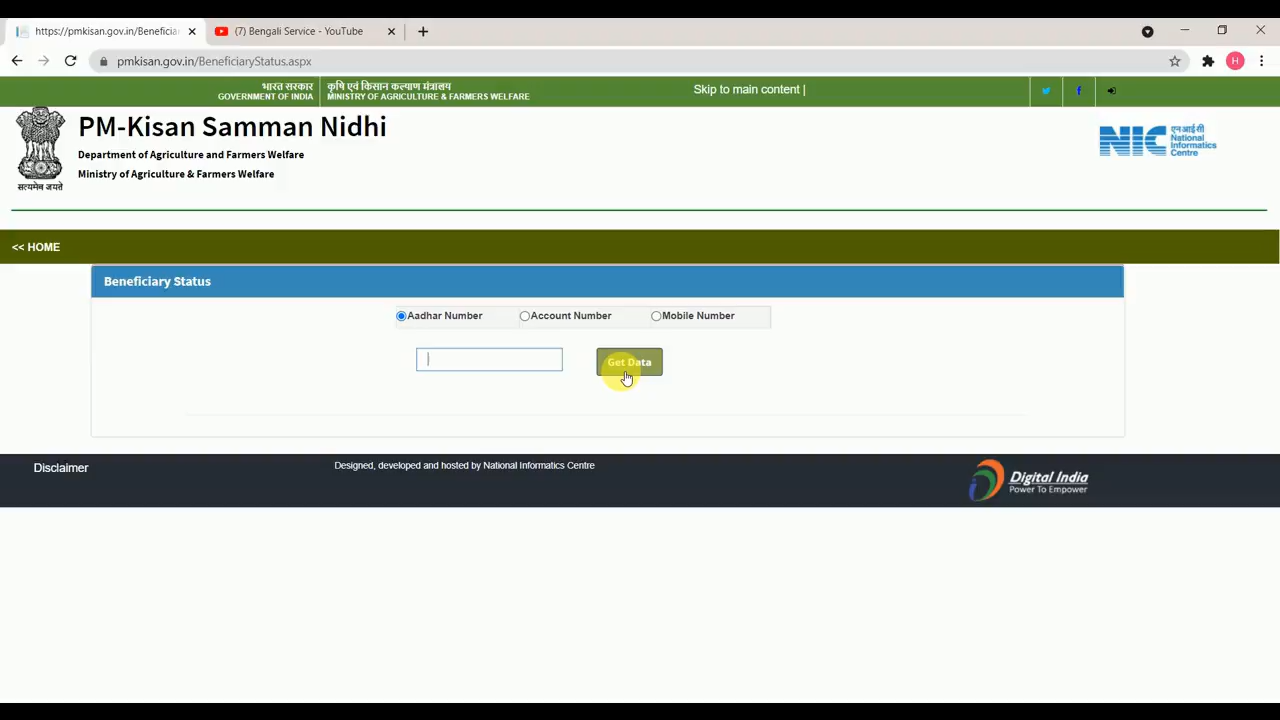 https://pmkisan.gov.in/Beneficiar
(7) Bengali Service - YouTube
pmkisan.gov.in/BeneficiaryStatus.aspx
H
भारत सरकार
GOVERNMENT OF INDIA
कृषि एवं किसान कल्याण मंत्रालय
MINISTRY OF AGRICULTURE & FARMERS WELFARE
Skip to main content |
PM-Kisan Samman Nidhi
Department of Agriculture and Farmers Welfare
Ministry of Agriculture & Farmers Welfare
सत्यमेव जयते
NIC
एन आई सी
National
Informatics
Centre
<< HOME
Beneficiary Status
Aadhar Number
Account Number
Mobile Number
Get Data
Disclaimer
Designed, developed and hosted by National Informatics Centre
Digital India
Power To Empower